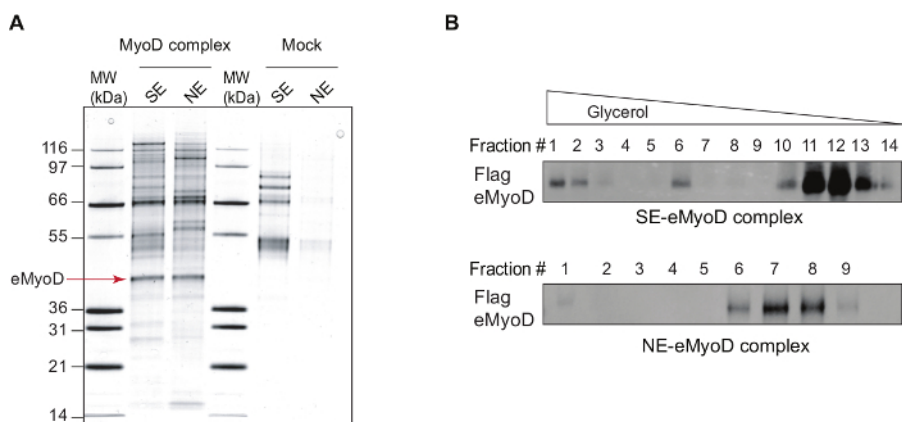 A
MyoD complex Mock
MW (kDa) SE NE MW (kDa) SE NE
116
97
66
55
eMyoD
36
31
21
14
B
Glycerol
Fraction # 1 2 3 4 5 6 7 8 9 10 11 12 13 14
Flag eMyoD
SE-eMyoD complex
Fraction # 1 2 3 4 5 6 7 8 9
Flag eMyoD
NE-eMyoD complex